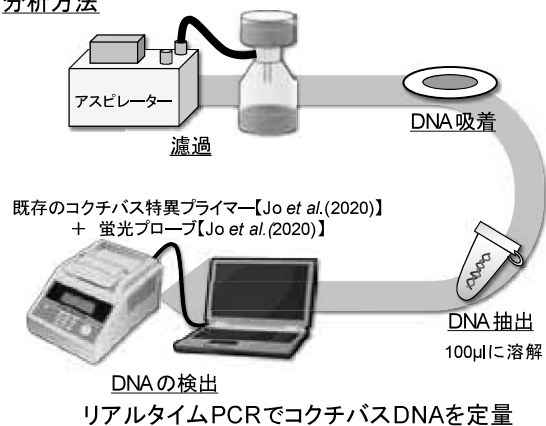 分析方法
アスピレーター
濾過
DNA吸着
既存のコクチバス特異プライマー【Jo et al.(2020)】
＋ 蛍光プローブ【Jo et al.(2020)】
DNA抽出
100μlに溶解
DNAの検出
リアルタイムPCRでコクチバスDNAを定量